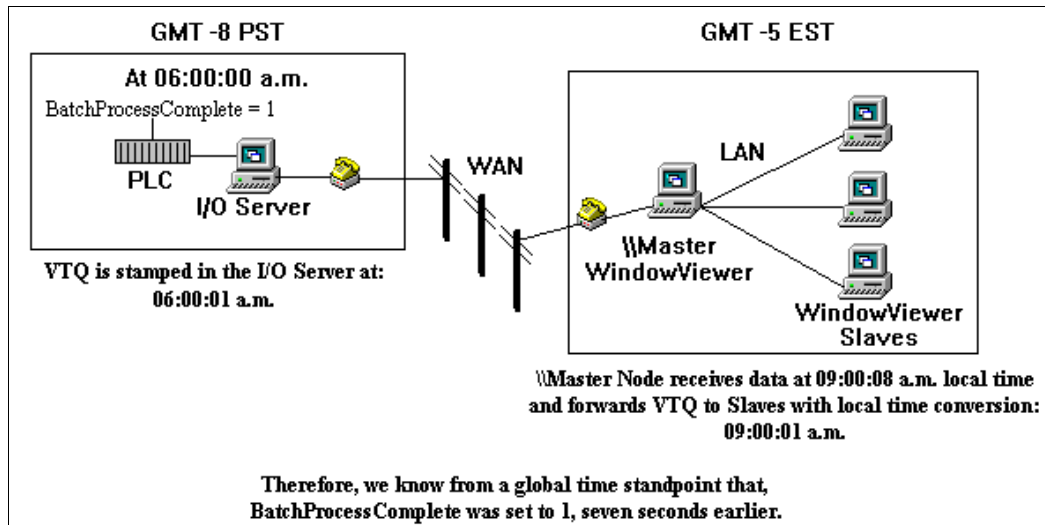 GMT -8 PST
GMT -5 EST
At 06:00:00 a.m.
BatchProcessComplete = 1
PLC
I/O Server
WAN
LAN
\\Master
WindowViewer
WindowViewer
Slaves
VTQ is stamped in the I/O Server at:
06:00:01 a.m.
\\Master Node receives data at 09:00:08 a.m. local time
and forwards VTQ to Slaves with local time conversion:
09:00:01 a.m.
Therefore, we know from a global time standpoint that,
BatchProcessComplete was set to 1, seven seconds earlier.